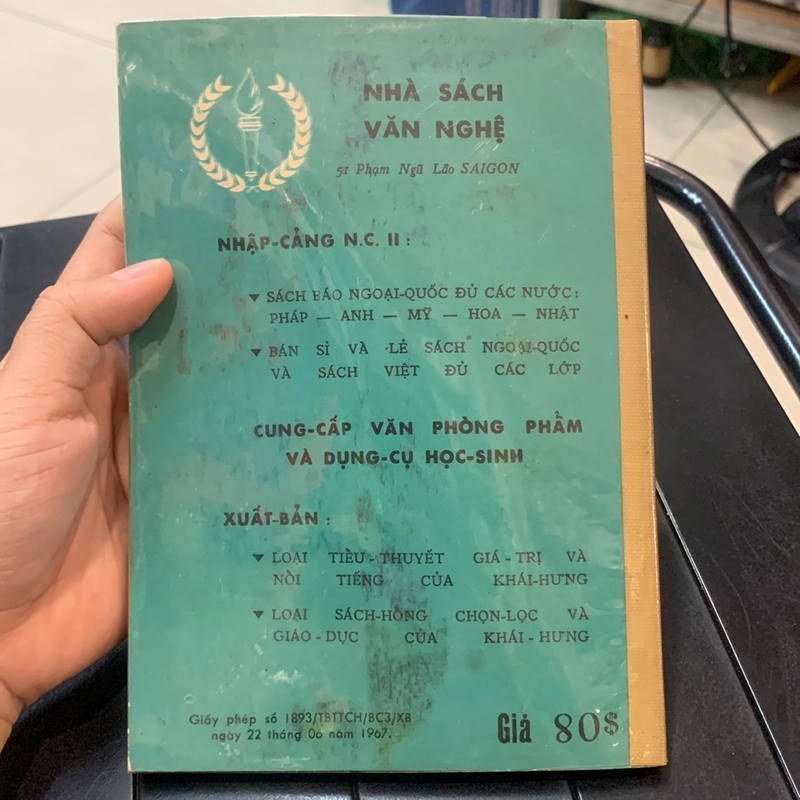 NHÀ SÁCH
VĂN NGHỆ
51 Phạm Ngũ Lão SAIGON
NHẬP-CẢNG N.C. II :
▼ SÁCH BÁO NGOẠI-QUỐC ĐỦ CÁC NƯỚC:
PHÁP — ANH — MỸ — HOA — NHẬT
▼ BÁN SỈ VÀ LẺ SÁCH NGOẠI-QUỐC
VÀ SÁCH VIỆT ĐỦ CÁC LỚP
CUNG-CẤP VĂN PHÒNG PHẨM
VÀ DỤNG-CỤ HỌC-SINH
XUẤT-BẢN :
▼ LOẠI TIỂU-THUYẾT GIÁ-TRỊ VÀ
NỔI TIẾNG CỦA KHÁI-HƯNG
▼ LOẠI SÁCH-HỒNG CHỌN-LỌC VÀ
GIÁO-DỤC CỦA KHÁI-HƯNG
Giấy phép số 1893/TBTTCH/BC3/XB
ngày 22 tháng 06 năm 1967.
Giá 80$